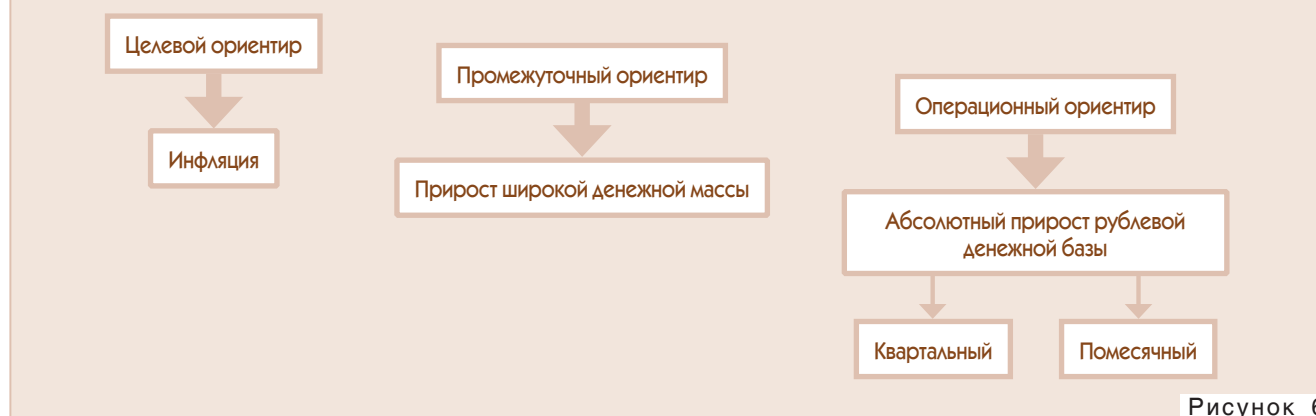 Целевой ориентир
Инфляция
Промежуточный ориентир
Прирост широкой денежной массы
Операционный ориентир
Абсолютный прирост рублевой
денежной базы
Квартальный
Помесячный
Рисунок